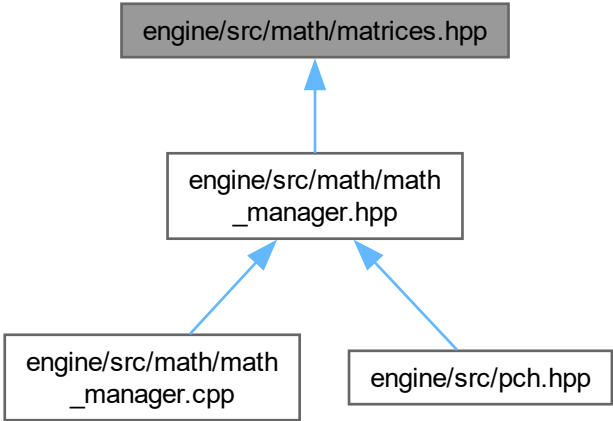 engine/src/math/matrices.hpp
engine/src/math/math
_manager.hpp
engine/src/math/math
_manager.cpp
engine/src/pch.hpp